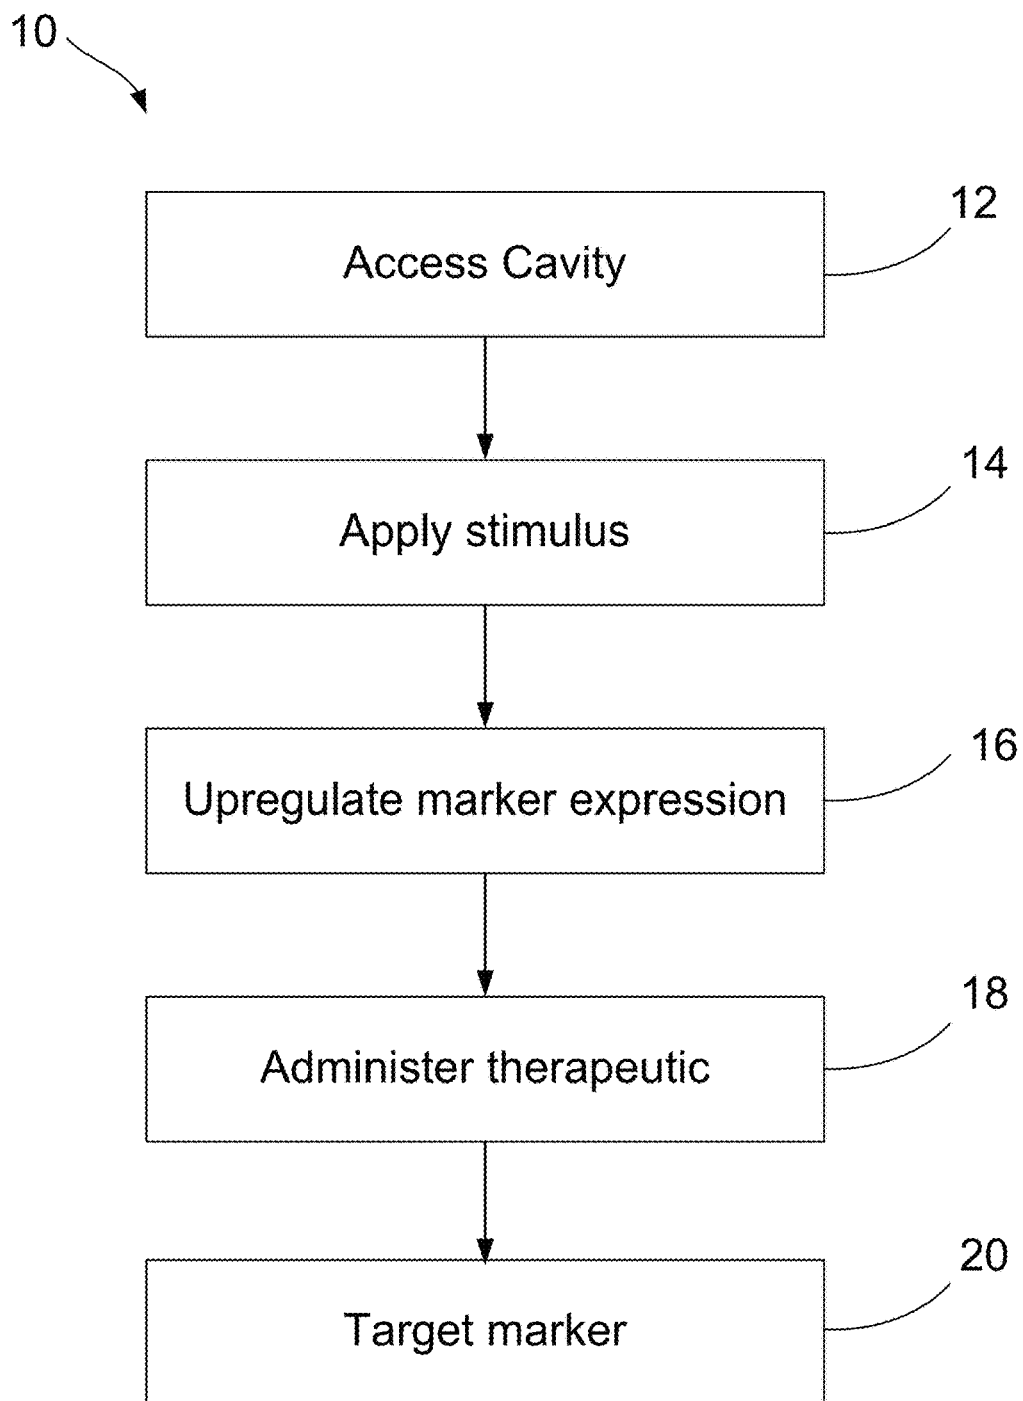 10
12
Access Cavity
14
Apply stimulus
16
Upregulate marker expression
18
Administer therapeutic
20
Target marker